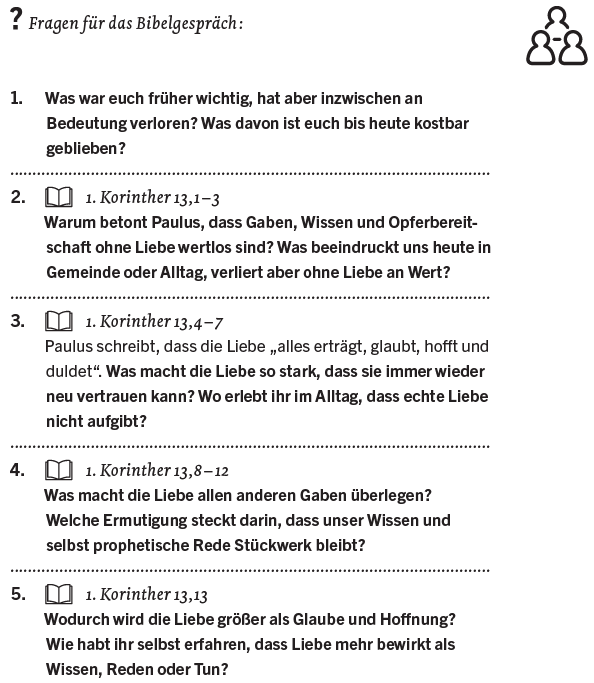 ? Fragen für das Bibelgespräch:
1. Was war euch früher wichtig, hat aber inzwischen an
Bedeutung verloren? Was davon ist euch bis heute kostbar
geblieben?
2. 1. Korinther 13,1–3
Warum betont Paulus, dass Gaben, Wissen und Opferbereit-
schaft ohne Liebe wertlos sind? Was beeindruckt uns heute in
Gemeinde oder Alltag, verliert aber ohne Liebe an Wert?
3. 1. Korinther 13,4–7
Paulus schreibt, dass die Liebe „alles erträgt, glaubt, hofft und
duldet“. Was macht die Liebe so stark, dass sie immer wieder
neu vertrauen kann? Wo erlebt ihr im Alltag, dass echte Liebe
nicht aufgibt?
4. 1. Korinther 13,8–12
Was macht die Liebe allen anderen Gaben überlegen?
Welche Ermutigung steckt darin, dass unser Wissen und
selbst prophetische Rede Stückwerk bleibt?
5. 1. Korinther 13,13
Wodurch wird die Liebe größer als Glaube und Hoffnung?
Wie habt ihr selbst erfahren, dass Liebe mehr bewirkt als
Wissen, Reden oder Tun?